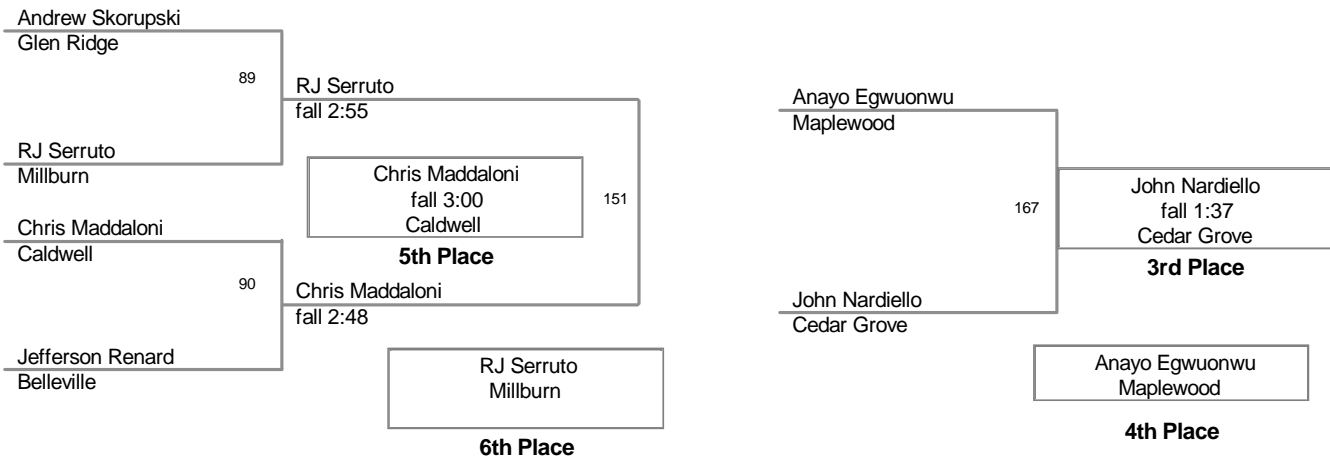 Andrew Skorupski
Glen Ridge
89
RJ Serruto
fall 2:55
RJ Serruto
Millburn
Chris Maddaloni
fall 3:00
Caldwell
151
5th Place
Chris Maddaloni
Caldwell
90
Chris Maddaloni
fall 2:48
Jefferson Renard
Belleville
RJ Serruto
Millburn
6th Place
Anayo Egwuonwu
Maplewood
167
John Nardiello
fall 1:37
Cedar Grove
3rd Place
John Nardiello
Cedar Grove
Anayo Egwuonwu
Maplewood
4th Place